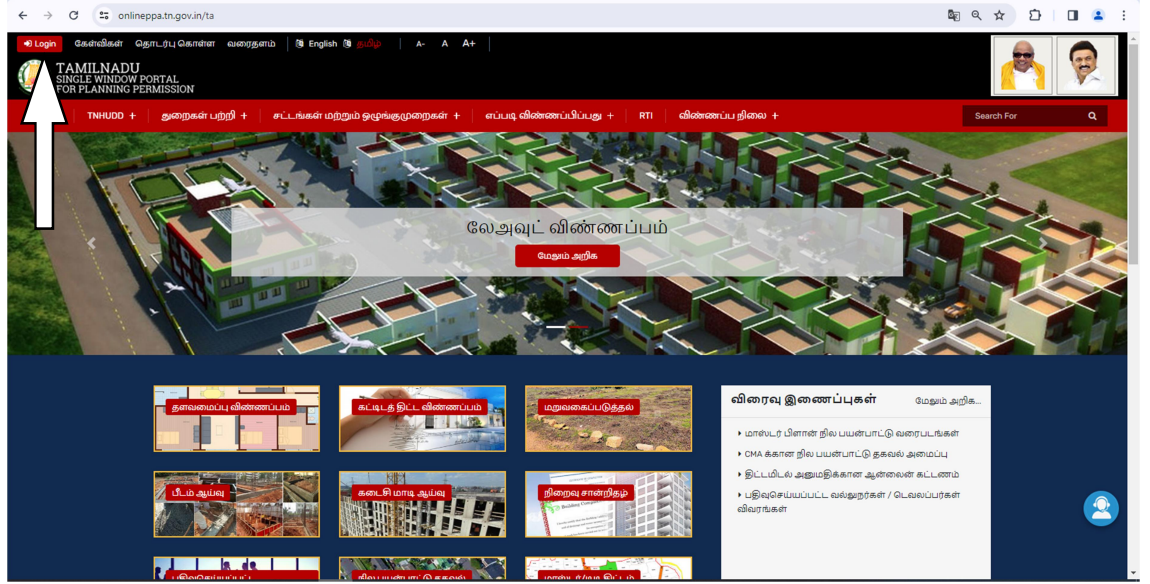 onlineppa.tn.gov.in/ta
Login கேள்விகள் தொடர்பு கொள்ள வரைதளம் English தமிழ் A- A A+
TAMILNADU
SINGLE WINDOW PORTAL
FOR PLANNING PERMISSION
TNHUDD + துறைகள் பற்றி + சட்டங்கள் மற்றும் ஒழுங்குமுறைகள் + எப்படி விண்ணப்பிப்பது + RTI விண்ணப்ப நிலை + Search For
லேஅவுட் விண்ணப்பம்
மேலும் அறிக
தளவமைப்பு விண்ணப்பம் கட்டிடத் திட்ட விண்ணப்பம் மறுவகைப்படுத்தல்
பீடம் ஆய்வு கடைசி மாடி ஆய்வு நிறைவு சான்றிதழ்
விரைவு இணைப்புகள் மேலும் அறிக...
மாஸ்டர் பிளான் நில பயன்பாட்டு வரைபடங்கள்
CMA க்கான நில பயன்பாட்டு தகவல் அமைப்பு
திட்டமிடல் அனுமதிக்கான ஆன்லைன் கட்டணம்
பதிவுசெய்யப்பட்ட வல்லுநர்கள் / டெவலப்பர்கள்
விவரங்கள்